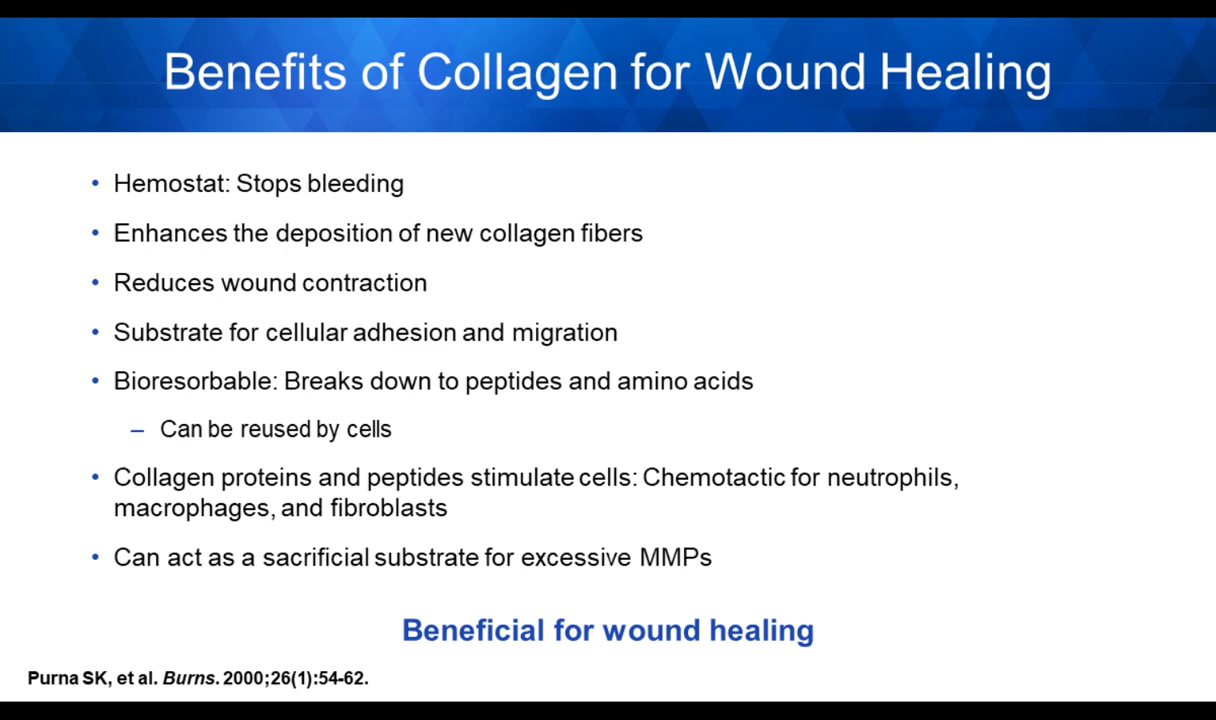 Benefits of Collagen for Wound Healing
• Hemostat: Stops bleeding
• Enhances the deposition of new collagen fibers
• Reduces wound contraction
• Substrate for cellular adhesion and migration
• Bioresorbable: Breaks down to peptides and amino acids
– Can be reused by cells
• Collagen proteins and peptides stimulate cells: Chemotactic for neutrophils,
macrophages, and fibroblasts
• Can act as a sacrificial substrate for excessive MMPs
Beneficial for wound healing
Purna SK, et al. Burns. 2000;26(1):54-62.